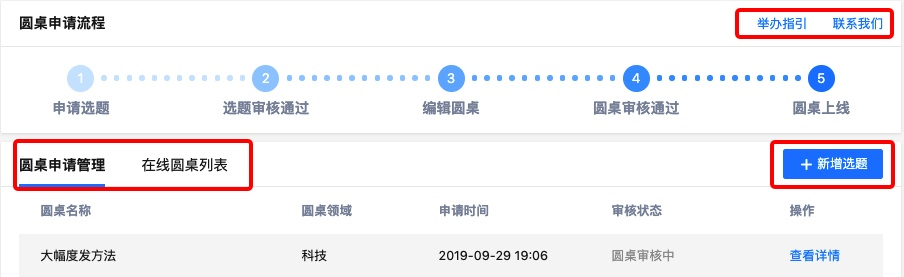 圆桌申请流程 举办指引 联系我们
1 2 3 4 5
申请选题 选题审核通过 编辑圆桌 圆桌审核通过 圆桌上线
圆桌申请管理 在线圆桌列表 + 新增选题
圆桌名称 圆桌领域 申请时间 审核状态 操作
大幅度发方法 科技 2019-09-29 19:06 圆桌审核中 查看详情